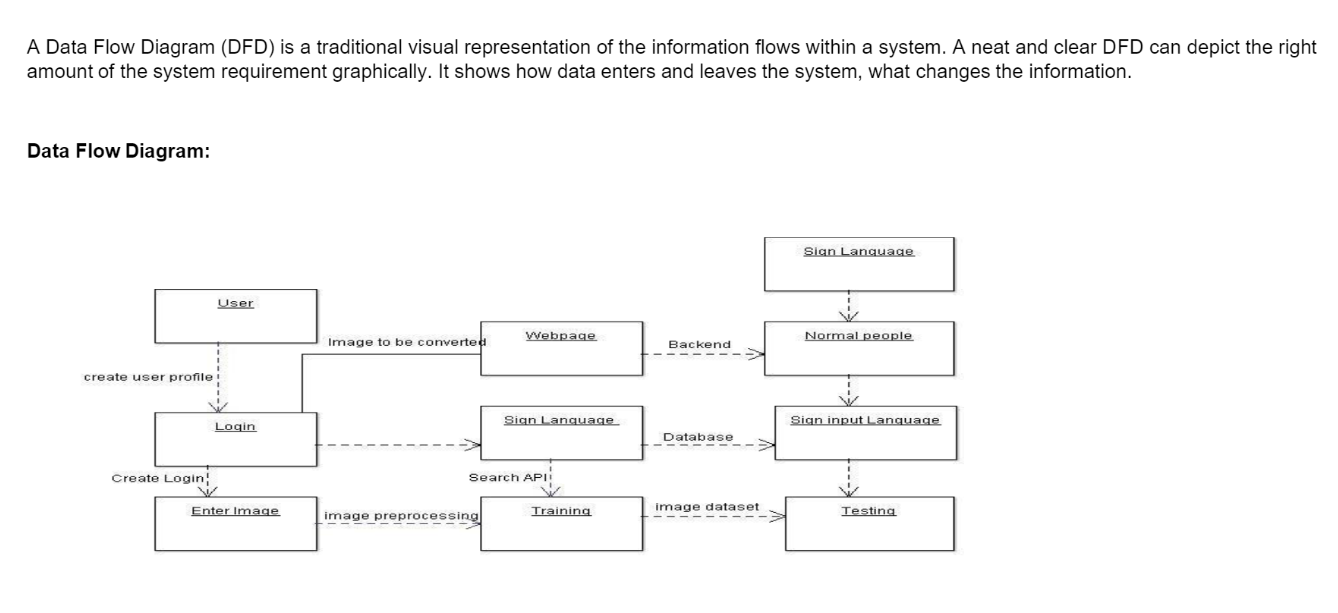 A Data Flow Diagram (DFD) is a traditional visual representation of the information flows within a system. A neat and clear DFD can depict the right
amount of the system requirement graphically. It shows how data enters and leaves the system, what changes the information.
Data Flow Diagram:
Sign Language
User
Image to be converted
Webpage
Backend
Normal people
create user profile
Login
Sign Language
Database
Sign input Language
Create Login
Search API
Enter Image
image preprocessing
Training
image dataset
Testing